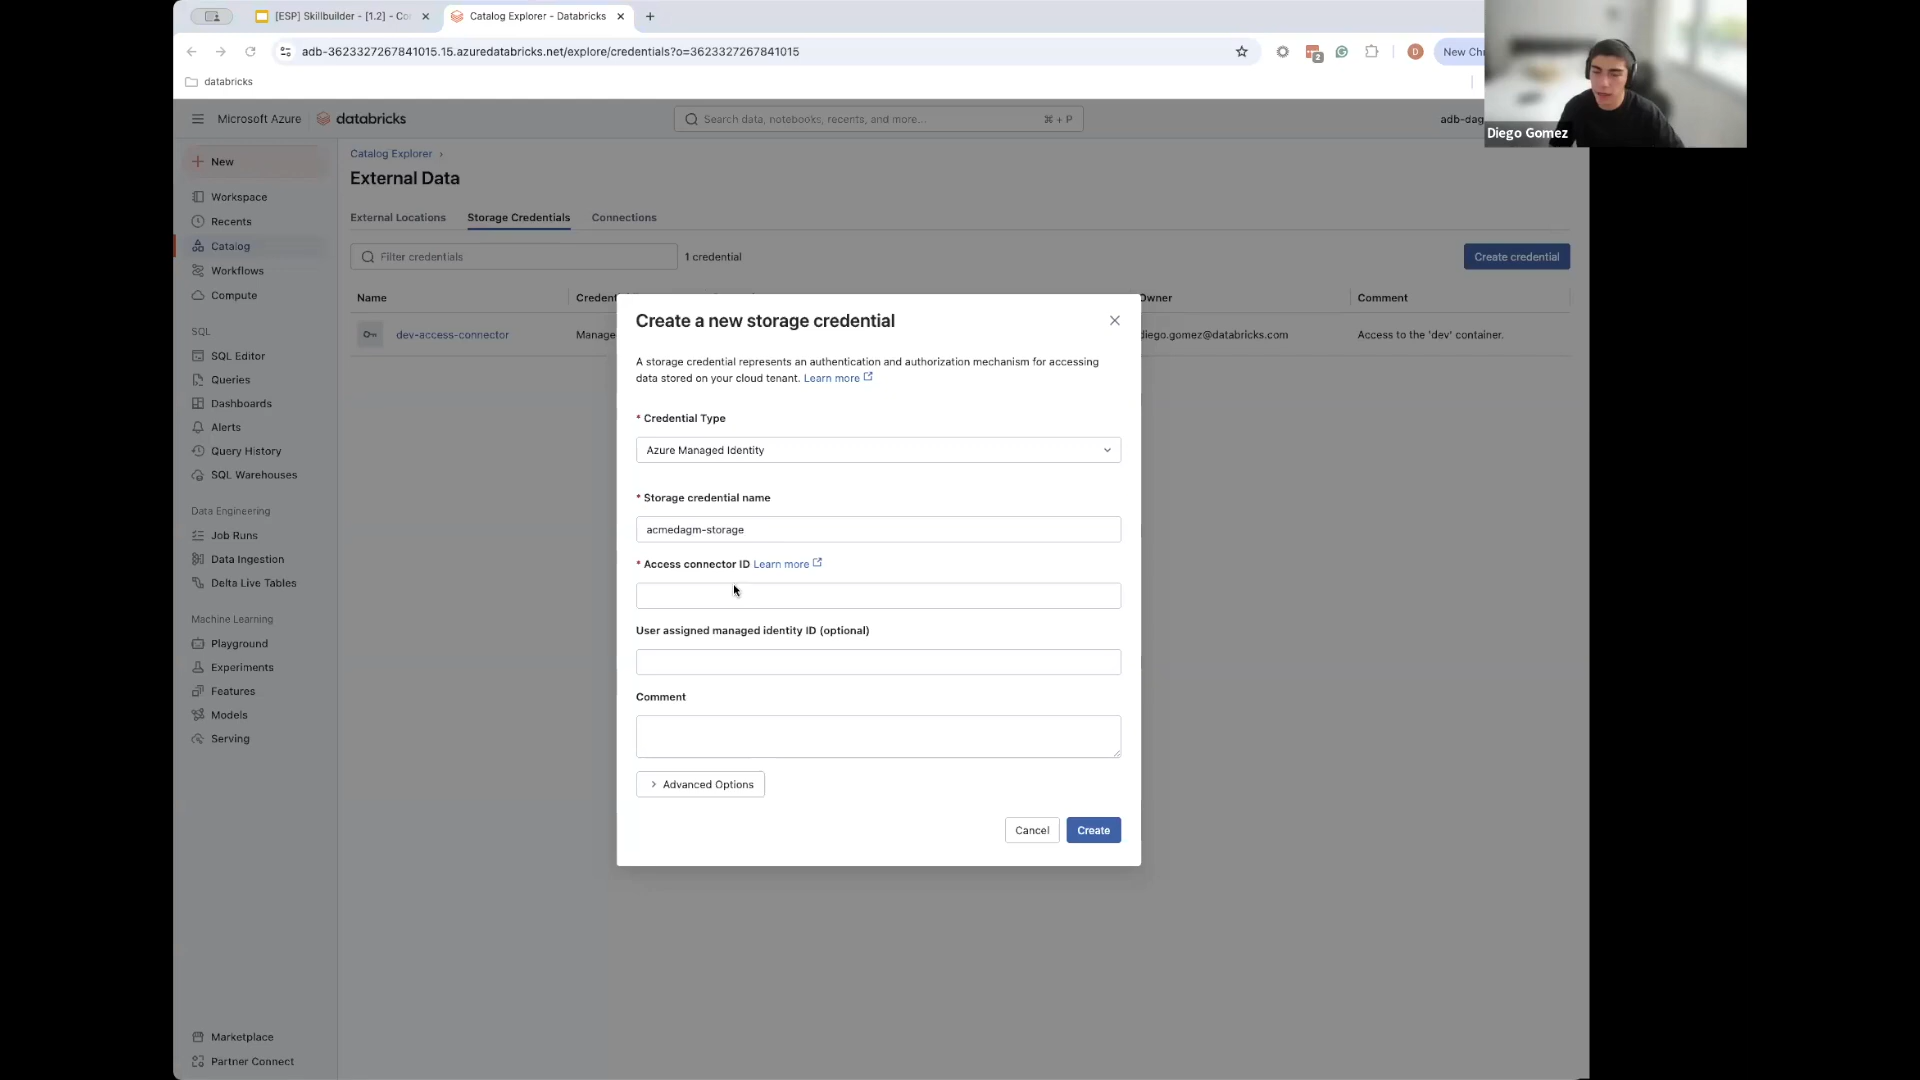 [ESP] Skillbuilder - [1.2] - Co
Catalog Explorer - Databricks
adb-3623327267841015.15.azuredatabricks.net/explore/credentials?o=3623327267841015
2
D
New Ch
databricks
Diego Gomez
Microsoft Azure
databricks
Search data, notebooks, recents, and more...
⌘ + P
adb-dag
New
Workspace
Recents
Catalog
Workflows
Compute
SQL
SQL Editor
Queries
Dashboards
Alerts
Query History
SQL Warehouses
Data Engineering
Job Runs
Data Ingestion
Delta Live Tables
Machine Learning
Playground
Experiments
Features
Models
Serving
Marketplace
Partner Connect
Catalog Explorer ›
External Data
External Locations
Storage Credentials
Connections
Filter credentials
1 credential
Create credential
Name
Creden
Owner
Comment
dev-access-connector
Manage
diego.gomez@databricks.com
Access to the 'dev' container.
Create a new storage credential
A storage credential represents an authentication and authorization mechanism for accessing
data stored on your cloud tenant. Learn more
* Credential Type
Azure Managed Identity
* Storage credential name
acmedagm-storage
* Access connector ID Learn more
User assigned managed identity ID (optional)
Comment
Advanced Options
Cancel
Create